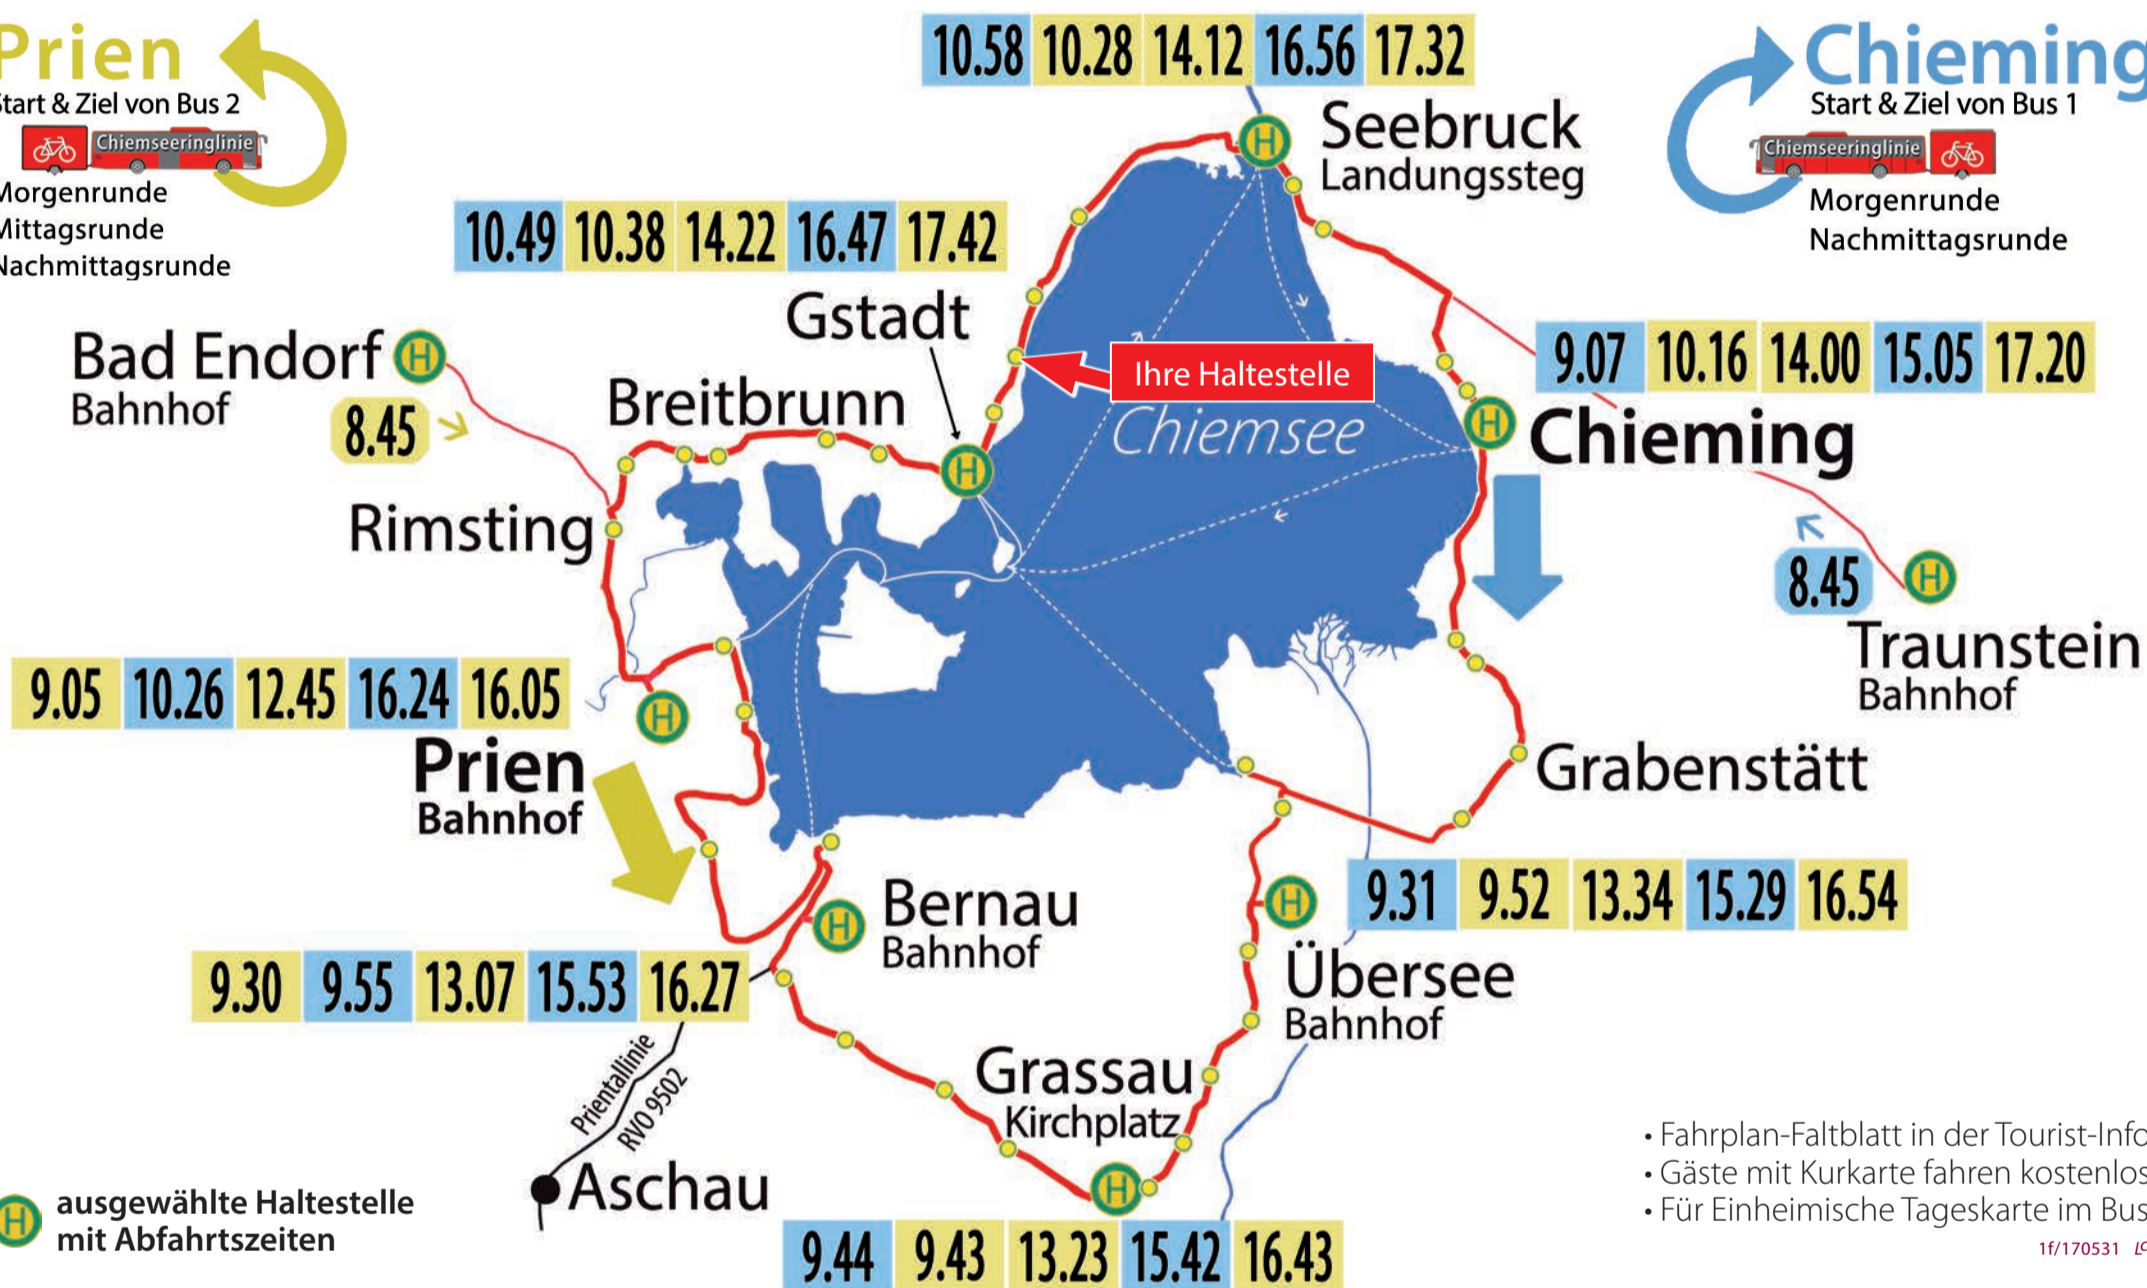 Prien
Start & Ziel von Bus 2
Chiemseeringlinie
Morgenrunde
Mittagsrunde
Nachmittagsrunde
10.58 10.28 14.12 16.56 17.32
Seebruck
Landungssteg
Chieming
Start & Ziel von Bus 1
Chiemseeringlinie
Morgenrunde
Nachmittagsrunde
10.49 10.38 14.22 16.47 17.42
Gstadt
Bad Endorf H
Bahnhof
8.45
Breitbrunn
Ihre Haltestelle
Chiemsee
9.07 10.16 14.00 15.05 17.20
Chieming
Rimsting
8.45
Traunstein
Bahnhof
9.05 10.26 12.45 16.24 16.05
Prien
Bahnhof
Grabenstätt
9.31 9.52 13.34 15.29 16.54
Übersee
Bahnhof
Bernau
Bahnhof
9.30 9.55 13.07 15.53 16.27
Prientallinie
RVO 9502
Aschau
Grassau
Kirchplatz
9.44 9.43 13.23 15.42 16.43
H ausgewählte Haltestelle
mit Abfahrtszeiten
• Fahrplan-Faltblatt in der Tourist-Info
• Gäste mit Kurkarte fahren kostenlos
• Für Einheimische Tageskarte im Bus
1f/170531